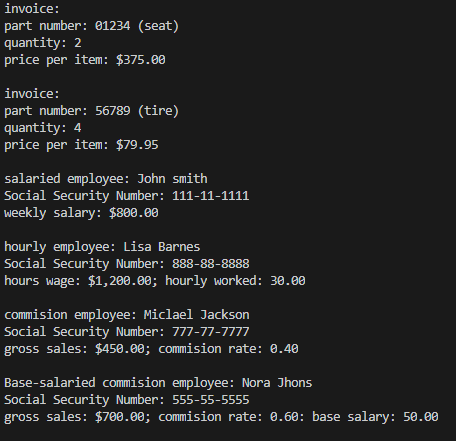 invoice:
part number: 01234 (seat)
quantity: 2
price per item: $375.00
invoice:
part number: 56789 (tire)
quantity: 4
price per item: $79.95
salaried employee: John smith
Social Security Number: 111-11-1111
weekly salary: $800.00
hourly employee: Lisa Barnes
Social Security Number: 888-88-8888
hours wage: $1,200.00; hourly worked: 30.00
commision employee: Miclael Jackson
Social Security Number: 777-77-7777
gross sales: $450.00; commision rate: 0.40
Base-salaried commision employee: Nora Jhons
Social Security Number: 555-55-5555
gross sales: $700.00; commision rate: 0.60: base salary: 50.00